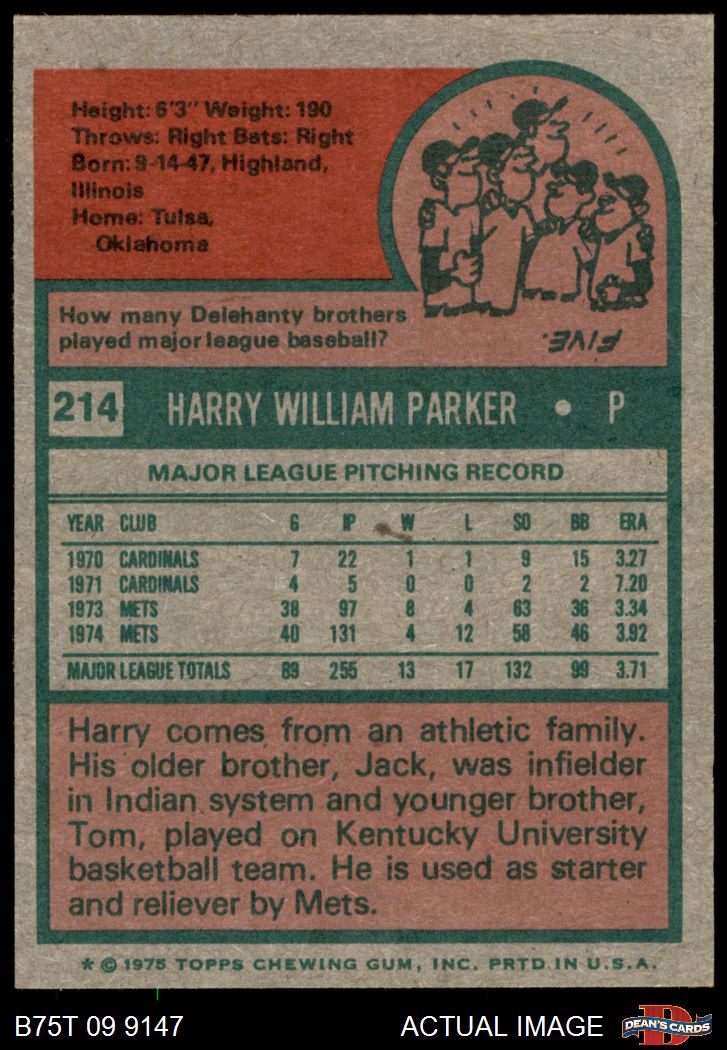 Height: 6'3" Weight: 190
Throws: Right Bats: Right
Born: 9-14-47, Highland,
Illinois
Home: Tulsa,
Oklahoma
How many Delehanty brothers
played major league baseball?
FIVE.
214 HARRY WILLIAM PARKER • P
MAJOR LEAGUE PITCHING RECORD
YEAR CLUB G IP W L SO BB ERA
1970 CARDINALS 7 22 1 1 9 15 3.27
1971 CARDINALS 4 5 0 0 2 2 7.20
1973 METS 38 97 8 4 63 36 3.34
1974 METS 40 131 4 12 58 46 3.92
MAJOR LEAGUE TOTALS 89 255 13 17 132 99 3.71
Harry comes from an athletic family.
His older brother, Jack, was infielder
in Indian system and younger brother,
Tom, played on Kentucky University
basketball team. He is used as starter
and reliever by Mets.
* © 1975 TOPPS CHEWING GUM, INC. PRTD. IN U.S.A.
B75T 09 9147 ACTUAL IMAGE DEAN'S CARDS